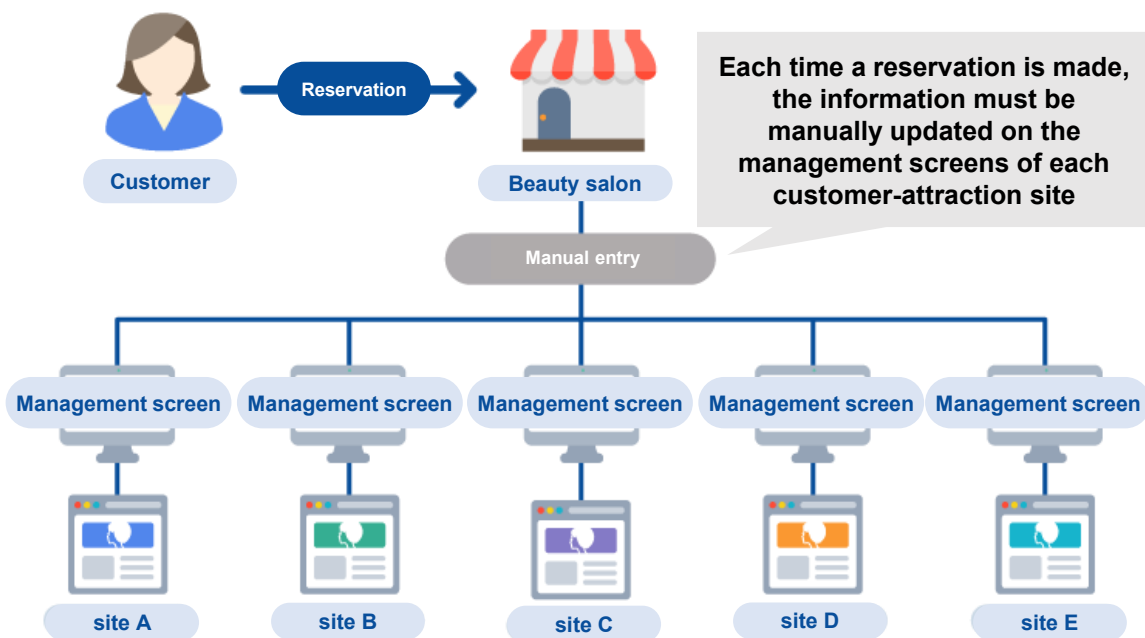 Reservation
Each time a reservation is made,
the information must be
manually updated on the
management screens of each
customer-attraction site
Customer
Beauty salon
Manual entry
Management screen
Management screen
Management screen
Management screen
Management screen
site A
site B
site C
site D
site E